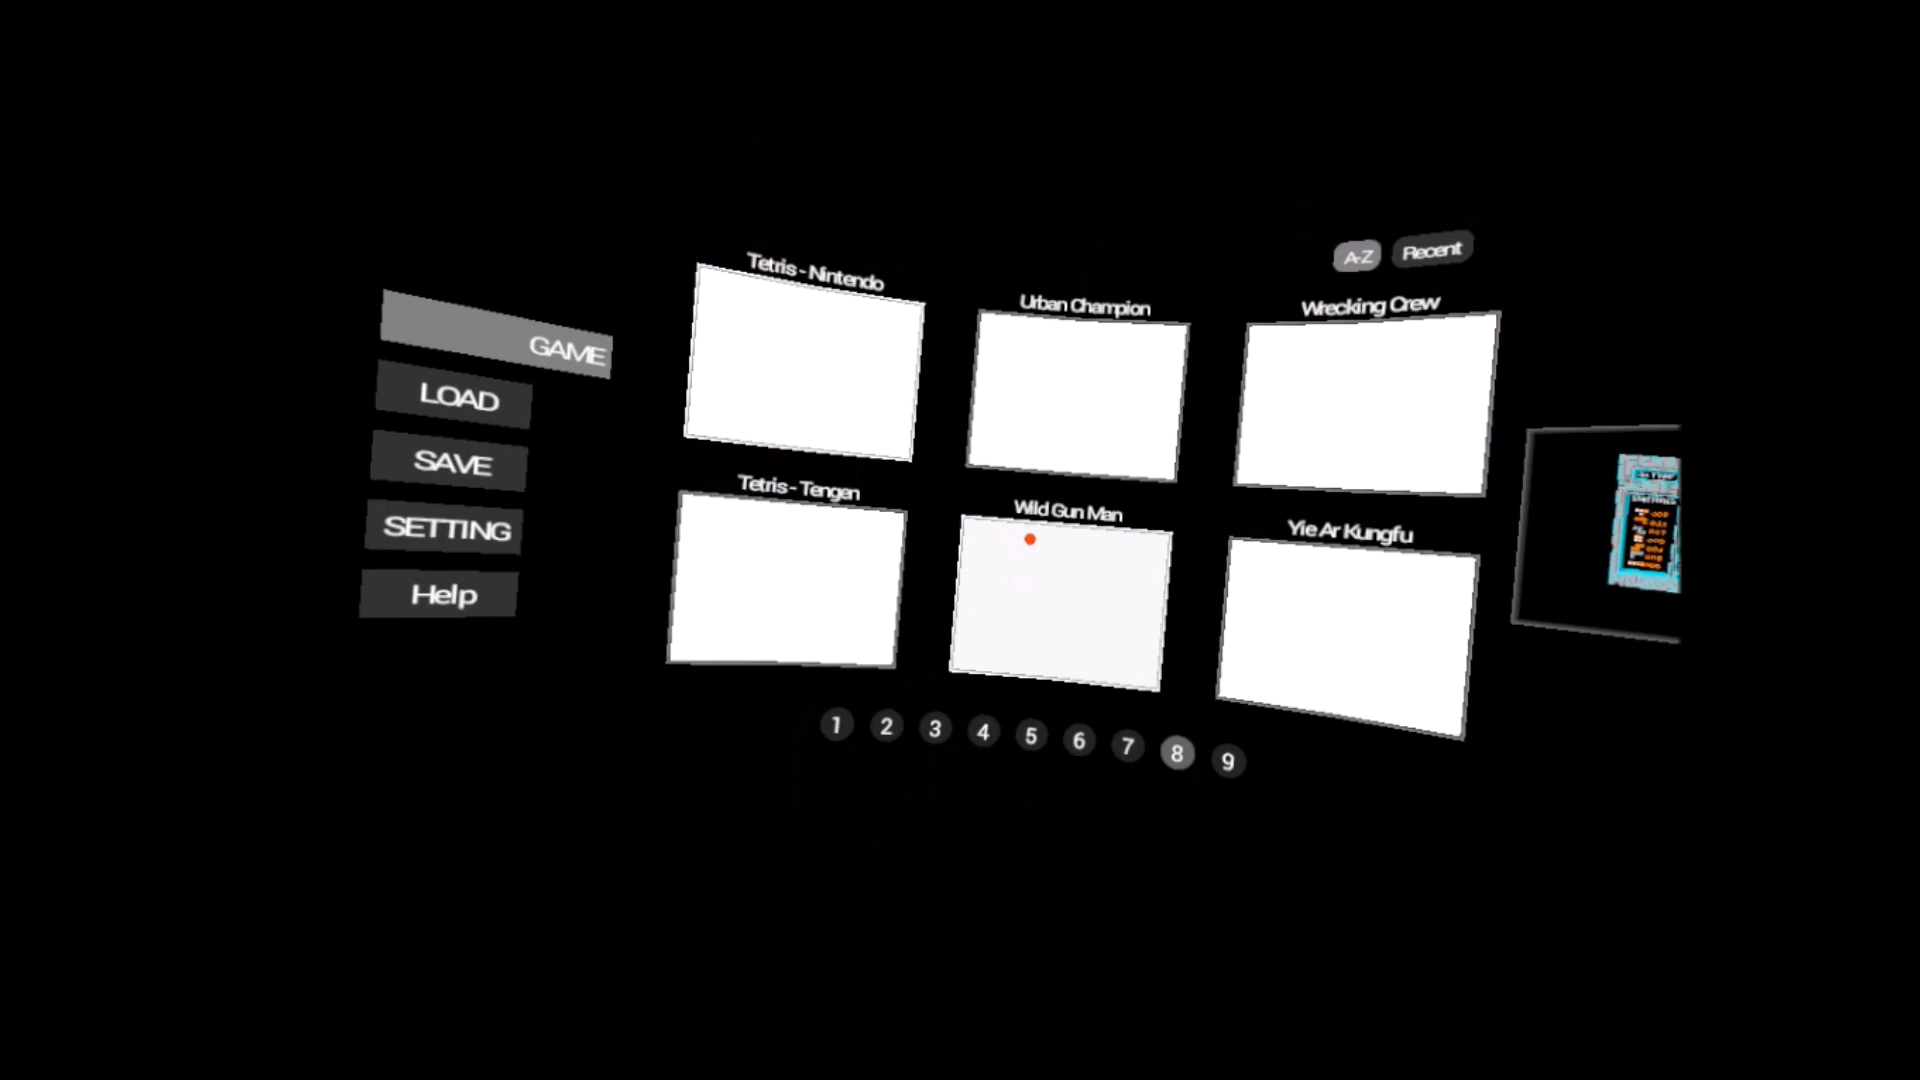 A-Z Recent
GAME
LOAD
SAVE
SETTING
Help
Tetris - Nintendo
Urban Champion
Wrecking Crew
Tetris - Tengen
Wild Gun Man
Yie Ar Kungfu
1 2 3 4 5 6 7 8 9